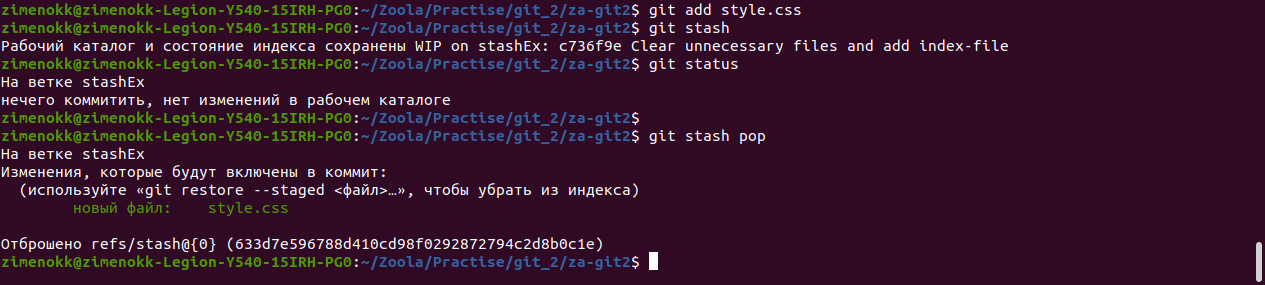 zimenokk@zimenokk-Legion-Y540-15IRH-PG0:~/Zoola/Practise/git_2/za-git2$ git add style.css
zimenokk@zimenokk-Legion-Y540-15IRH-PG0:~/Zoola/Practise/git_2/za-git2$ git stash
Рабочий каталог и состояние индекса сохранены WIP on stashEx: c736f9e Clear unnecessary files and add index-file
zimenokk@zimenokk-Legion-Y540-15IRH-PG0:~/Zoola/Practise/git_2/za-git2$ git status
На ветке stashEx
нечего коммитить, нет изменений в рабочем каталоге
zimenokk@zimenokk-Legion-Y540-15IRH-PG0:~/Zoola/Practise/git_2/za-git2$
zimenokk@zimenokk-Legion-Y540-15IRH-PG0:~/Zoola/Practise/git_2/za-git2$ git stash pop
На ветке stashEx
Изменения, которые будут включены в коммит:
  (используйте «git restore --staged <файл>…», чтобы убрать из индекса)
        новый файл:    style.css

Отброшено refs/stash@{0} (633d7e596788d410cd98f0292872794c2d8b0c1e)
zimenokk@zimenokk-Legion-Y540-15IRH-PG0:~/Zoola/Practise/git_2/za-git2$